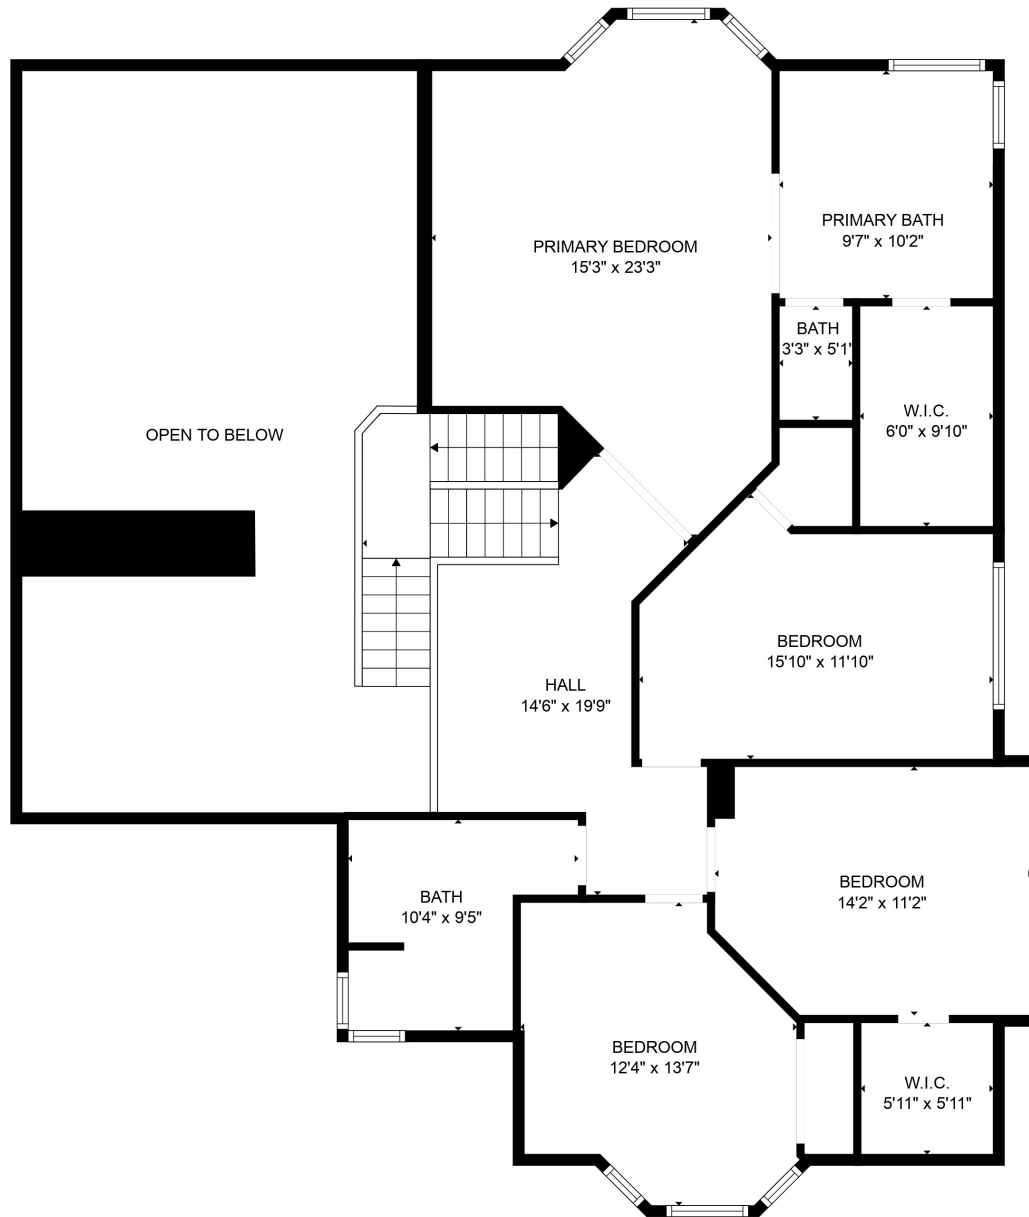 PRIMARY BEDROOM
15'3" x 23'3"
PRIMARY BATH
9'7" x 10'2"
BATH
3'3" x 5'1"
W.I.C.
6'0" x 9'10"
OPEN TO BELOW
BEDROOM
15'10" x 11'10"
HALL
14'6" x 19'9"
BEDROOM
14'2" x 11'2"
BATH
10'4" x 9'5"
BEDROOM
12'4" x 13'7"
W.I.C.
5'11" x 5'11"